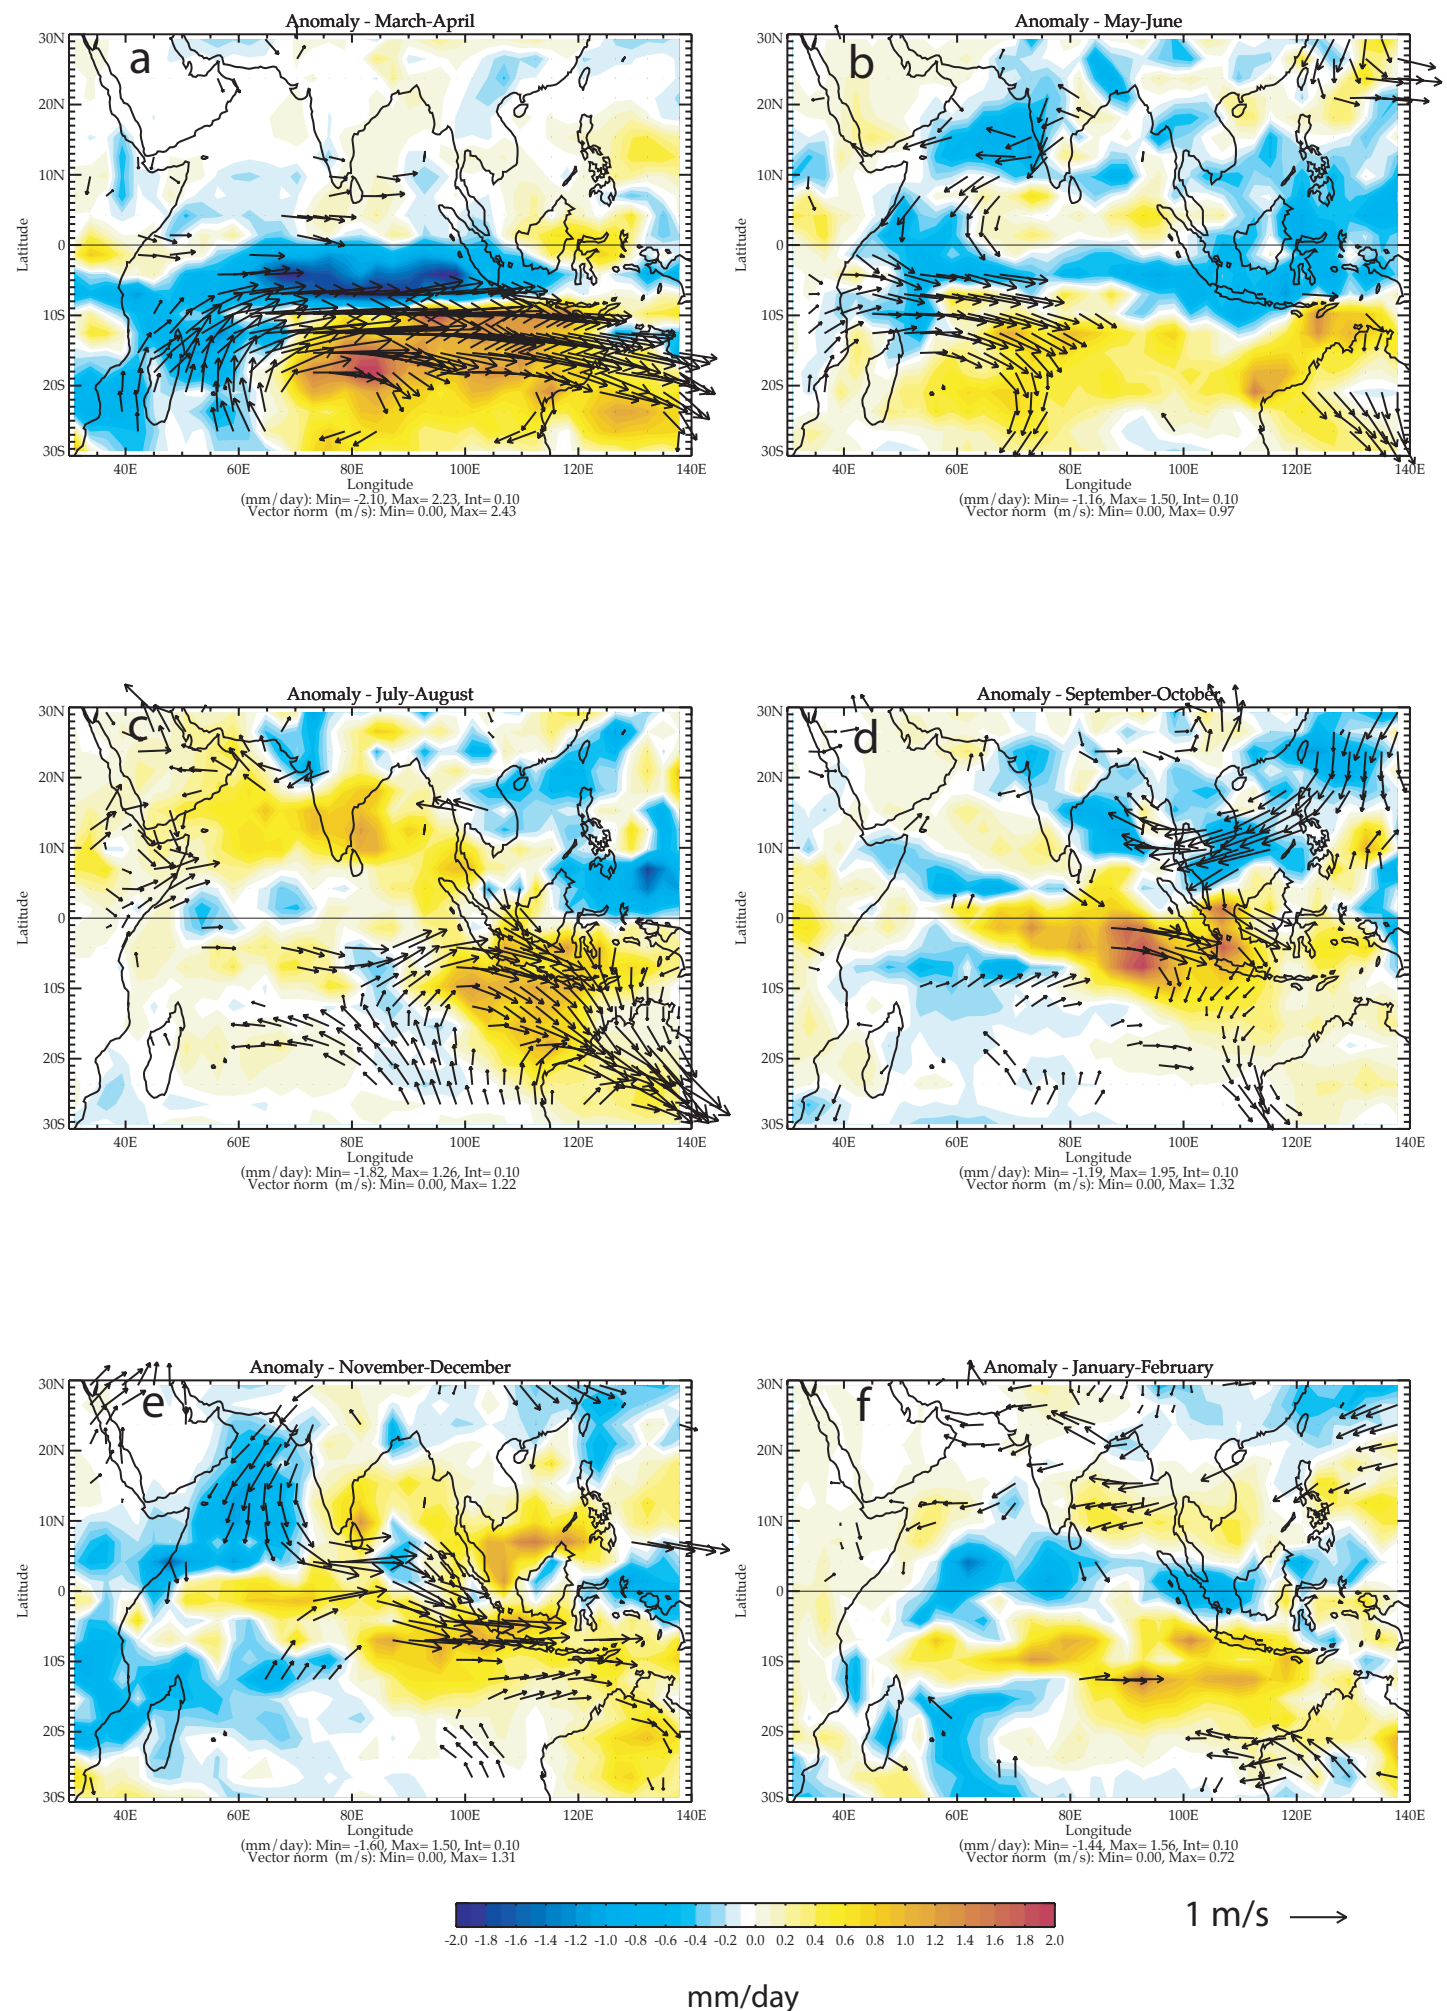 Anomaly - March-April
Anomaly - May-June
a
b
30N
20N
10N
0
10S
20S
30S
Latitude
40E 60E 80E 100E 120E 140E
Longitude
(mm/day): Min= -2.10, Max= 2.23, Int= 0.10
Vector norm (m/s): Min= 0.00, Max= 2.43
30N
20N
10N
0
10S
20S
30S
Latitude
40E 60E 80E 100E 120E 140E
Longitude
(mm/day): Min= -1.16, Max= 1.50, Int= 0.10
Vector norm (m/s): Min= 0.00, Max= 0.97
Anomaly - July-August
Anomaly - September-October
c
d
30N
20N
10N
0
10S
20S
30S
Latitude
40E 60E 80E 100E 120E 140E
Longitude
(mm/day): Min= -1.82, Max= 1.26, Int= 0.10
Vector norm (m/s): Min= 0.00, Max= 1.22
30N
20N
10N
0
10S
20S
30S
Latitude
40E 60E 80E 100E 120E 140E
Longitude
(mm/day): Min= -1.19, Max= 1.95, Int= 0.10
Vector norm (m/s): Min= 0.00, Max= 1.32
Anomaly - November-December
Anomaly - January-February
e
f
30N
20N
10N
0
10S
20S
30S
Latitude
40E 60E 80E 100E 120E 140E
Longitude
(mm/day): Min= -1.60, Max= 1.50, Int= 0.10
Vector norm (m/s): Min= 0.00, Max= 1.31
30N
20N
10N
0
10S
20S
30S
Latitude
40E 60E 80E 100E 120E 140E
Longitude
(mm/day): Min= -1.44, Max= 1.56, Int= 0.10
Vector norm (m/s): Min= 0.00, Max= 0.72
1 m/s
-2.0 -1.8 -1.6 -1.4 -1.2 -1.0 -0.8 -0.6 -0.4 -0.2 0.0 0.2 0.4 0.6 0.8 1.0 1.2 1.4 1.6 1.8 2.0
mm/day